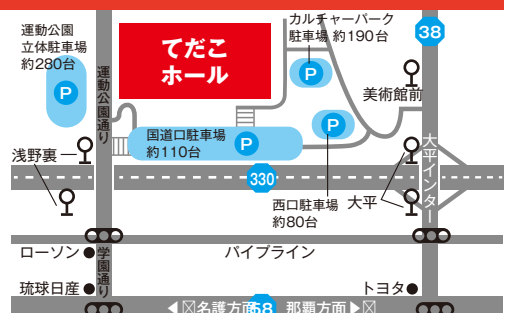 運動公園
立体駐車場
約280台
P
運動公園通り
てだこ
ホール
カルチャーパーク
駐車場 約190台
P
38
美術館前
国道口駐車場
約110台
P
P
浅野裏
330
西口駐車場
約80台
大平
大平インター
ローソン
学園通り
パイプライン
琉球日産
トヨタ
◀☒名護方面
58
那覇方面▶☒